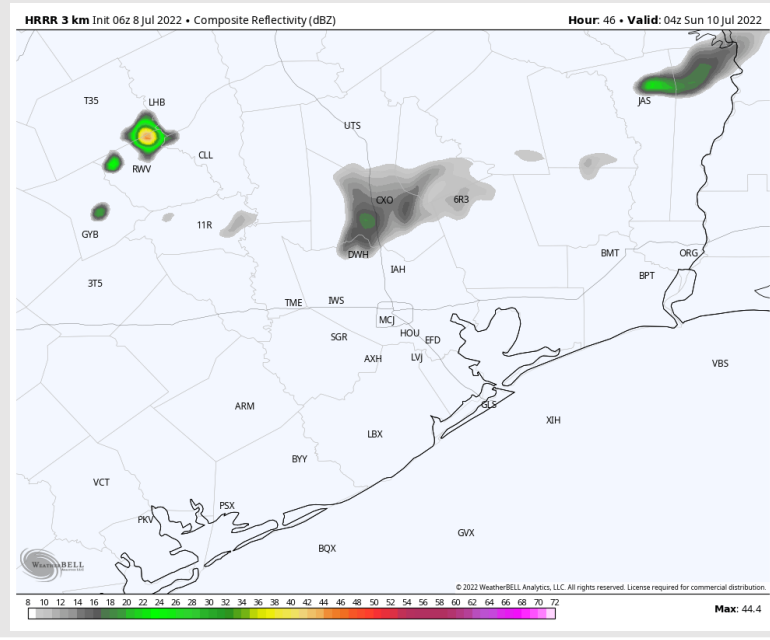 HRRR 3 km Init 06z 8 Jul 2022 • Composite Reflectivity (dBZ) Hour: 46 • Valid: 04z Sun 10 Jul 2022
T35 LHB JAS
UTS
CLL
RWV
CXO 6R3
GYB 11R
DWH BMT ORG
IAH BPT
3T5
TME IWS
MCJ
SGR HOU EFD
AXH LVJ VBS
ARM GLS
LBX XIH
BYY
VCT
PKV PSX
GVX
BQX
WEATHERBELL
© 2022 WeatherBELL Analytics, LLC. All rights reserved. License required for commercial distribution.
8 10 12 14 16 18 20 22 24 26 28 30 32 34 36 38 40 42 44 46 48 50 52 54 56 58 60 62 64 66 68 70 72
Max: 44.4